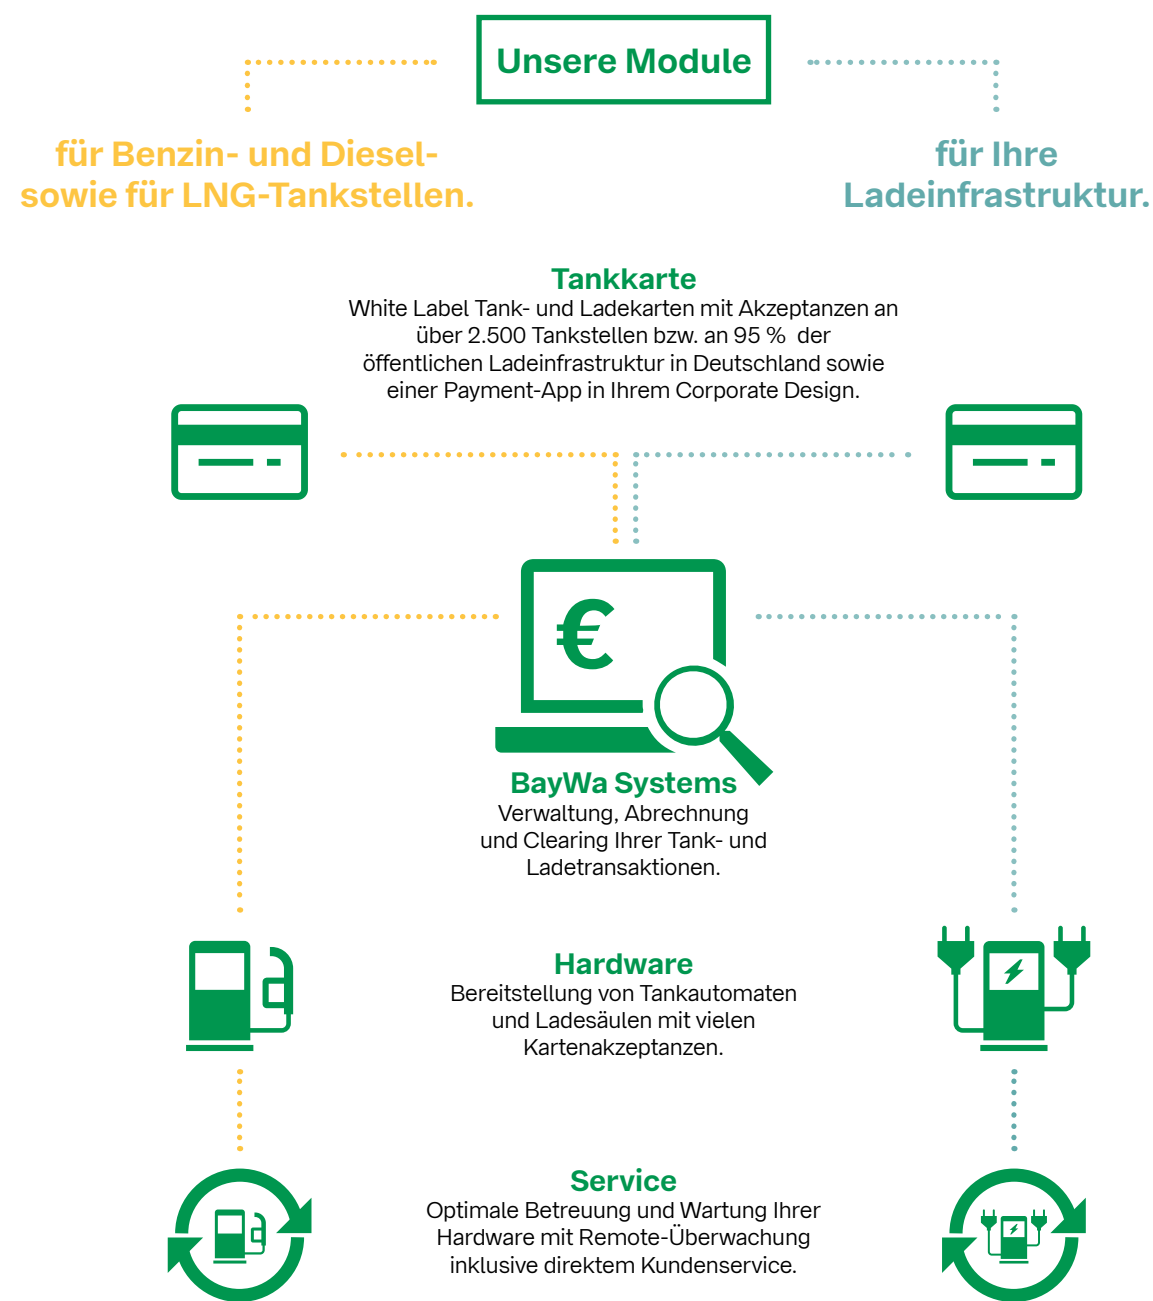 Unsere Module
für Benzin- und Diesel-
sowie für LNG-Tankstellen.
für Ihre
Ladeinfrastruktur.
Tankkarte
White Label Tank- und Ladekarten mit Akzeptanzen an
über 2.500 Tankstellen bzw. an 95 % der
öffentlichen Ladeinfrastruktur in Deutschland sowie
einer Payment-App in Ihrem Corporate Design.
€
BayWa Systems
Verwaltung, Abrechnung
und Clearing Ihrer Tank- und
Ladetransaktionen.
Hardware
Bereitstellung von Tankautomaten
und Ladesäulen mit vielen
Kartenakzeptanzen.
Service
Optimale Betreuung und Wartung Ihrer
Hardware mit Remote-Überwachung
inklusive direktem Kundenservice.